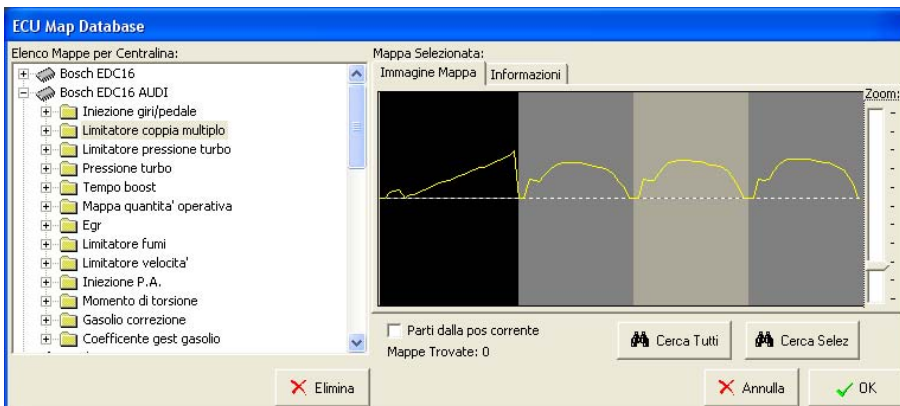 ECU Map Database
Elenco Mappe per Centralina:
Bosch EDC16
Bosch EDC16 AUDI
Iniezione giri/pedale
Limitatore coppia multiplo
Limitatore pressione turbo
Pressione turbo
Tempo boost
Mappa quantita' operativa
Egr
Limitatore fumi
Limitatore velocita'
Iniezione P.A.
Momento di torsione
Gasolio correzione
Coefficente gest gasolio
Elimina
Mappa Selezionata:
Immagine Mappa Informazioni
Zoom:
Parti dalla pos corrente
Mappe Trovate: 0
Cerca Tutti Cerca Selez
Annulla OK